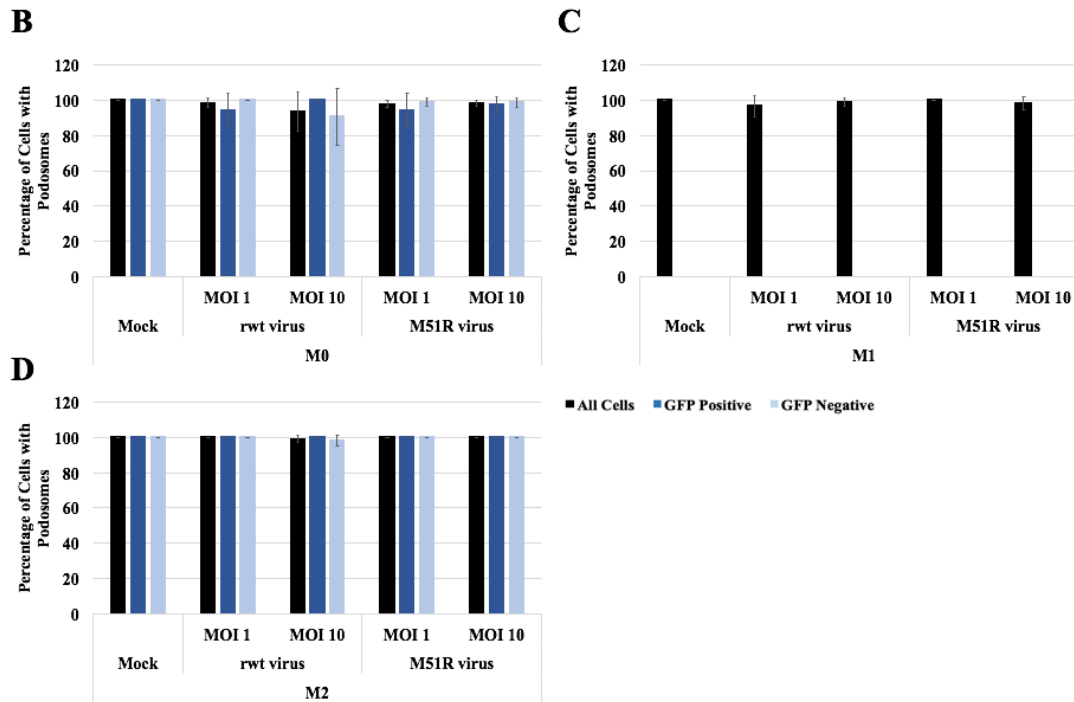 B
120
100
80
60
40
20
0
Percentage of Cells with
Podosomes
MOI 1 MOI 10 MOI 1 MOI 10
Mock rwt virus M51R virus
M0
C
120
100
80
60
40
20
0
Percentage of Cells with
Podosomes
MOI 1 MOI 10 MOI 1 MOI 10
Mock rwt virus M51R virus
M1
D
120
100
80
60
40
20
0
Percentage of Cells with
Podosomes
MOI 1 MOI 10 MOI 1 MOI 10
Mock rwt virus M51R virus
M2
All Cells GFP Positive GFP Negative